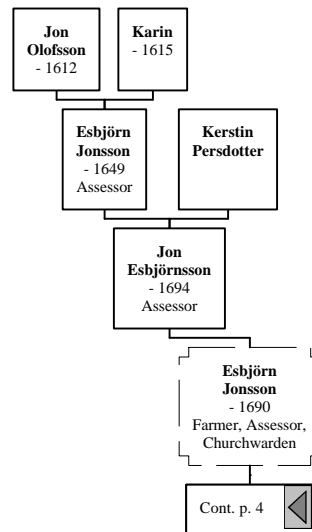 Jon
Olofsson
- 1612
Karin
- 1615
Esbjörn
Jonsson
- 1649
Assessor
Kerstin
Persdotter
Jon
Esbjörnsson
- 1694
Assessor
Esbjörn
Jonsson
- 1690
Farmer, Assessor,
Churchwarden
Cont. p. 4